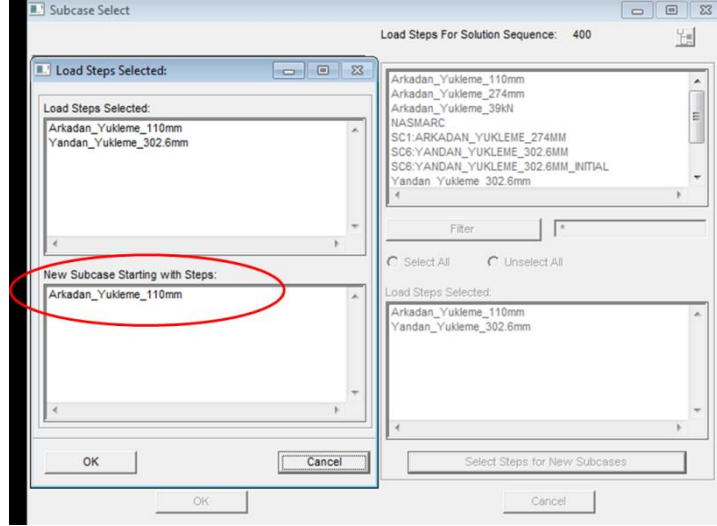 Subcase Select
Load Steps For Solution Sequence: 400
Load Steps Selected:
Load Steps Selected:
Arkadan_Yukleme_110mm
Yandan_Yukleme_302.6mm
New Subcase Starting with Steps:
Arkadan_Yukleme_110mm
OK
Cancel
Arkadan_Yukleme_110mm
Arkadan_Yukleme_274mm
Arkadan_Yukleme_39kN
NASMARC
SC1:ARKADAN_YUKLEME_274MM
SC6:YANDAN_YUKLEME_302.6MM
SC6:YANDAN_YUKLEME_302.6MM_INITIAL
Yandan_Yukleme_302.6mm
Filter
*
Select All
Unselect All
Load Steps Selected:
Arkadan_Yukleme_110mm
Yandan_Yukleme_302.6mm
Select Steps for New Subcases
OK
Cancel